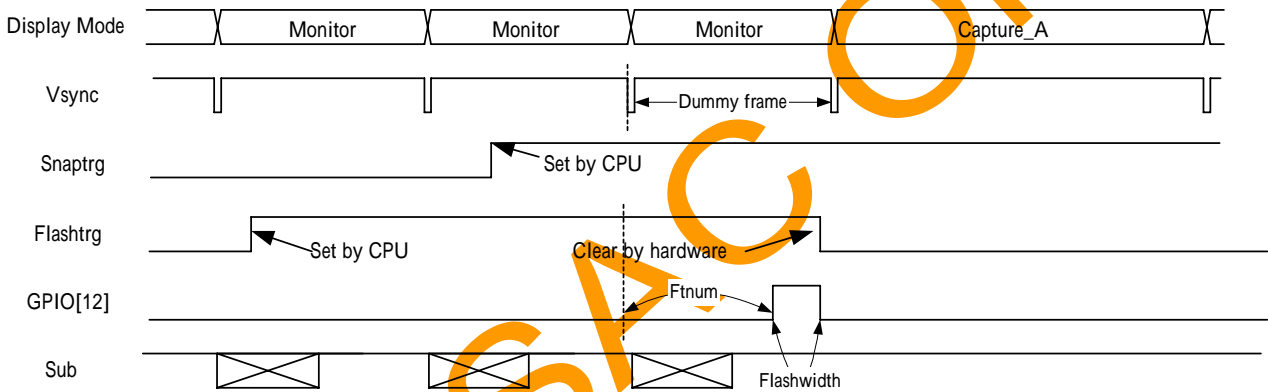 Display Mode Monitor Monitor Monitor Capture_A
Vsync Dummy frame
Snaptrg Set by CPU
Flashtrg Set by CPU Clear by hardware
GPIO[12] Ftnum
Sub Flashwidth